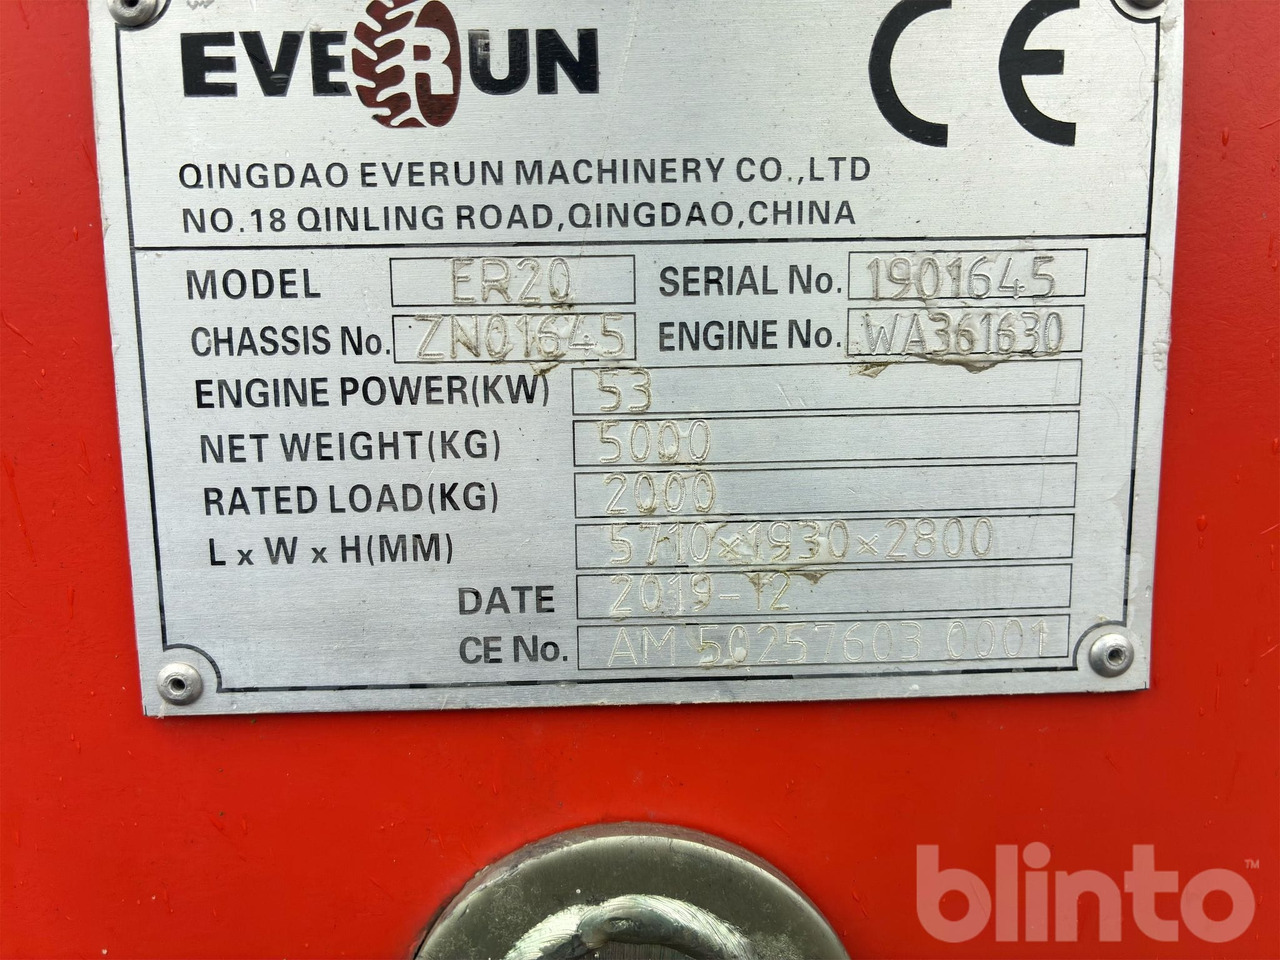 EVERUN CE
QINGDAO EVERUN MACHINERY CO.,LTD
NO.18 QINLING ROAD,QINGDAO,CHINA
MODEL ER20 SERIAL No. 1901645
CHASSIS No. ZN01645 ENGINE No. WA361630
ENGINE POWER(KW) 53
NET WEIGHT(KG) 5000
RATED LOAD(KG) 2000
L x W x H(MM) 5710×1930×2800
DATE 2019-12
CE No. AM 50257603 0001
blinto™